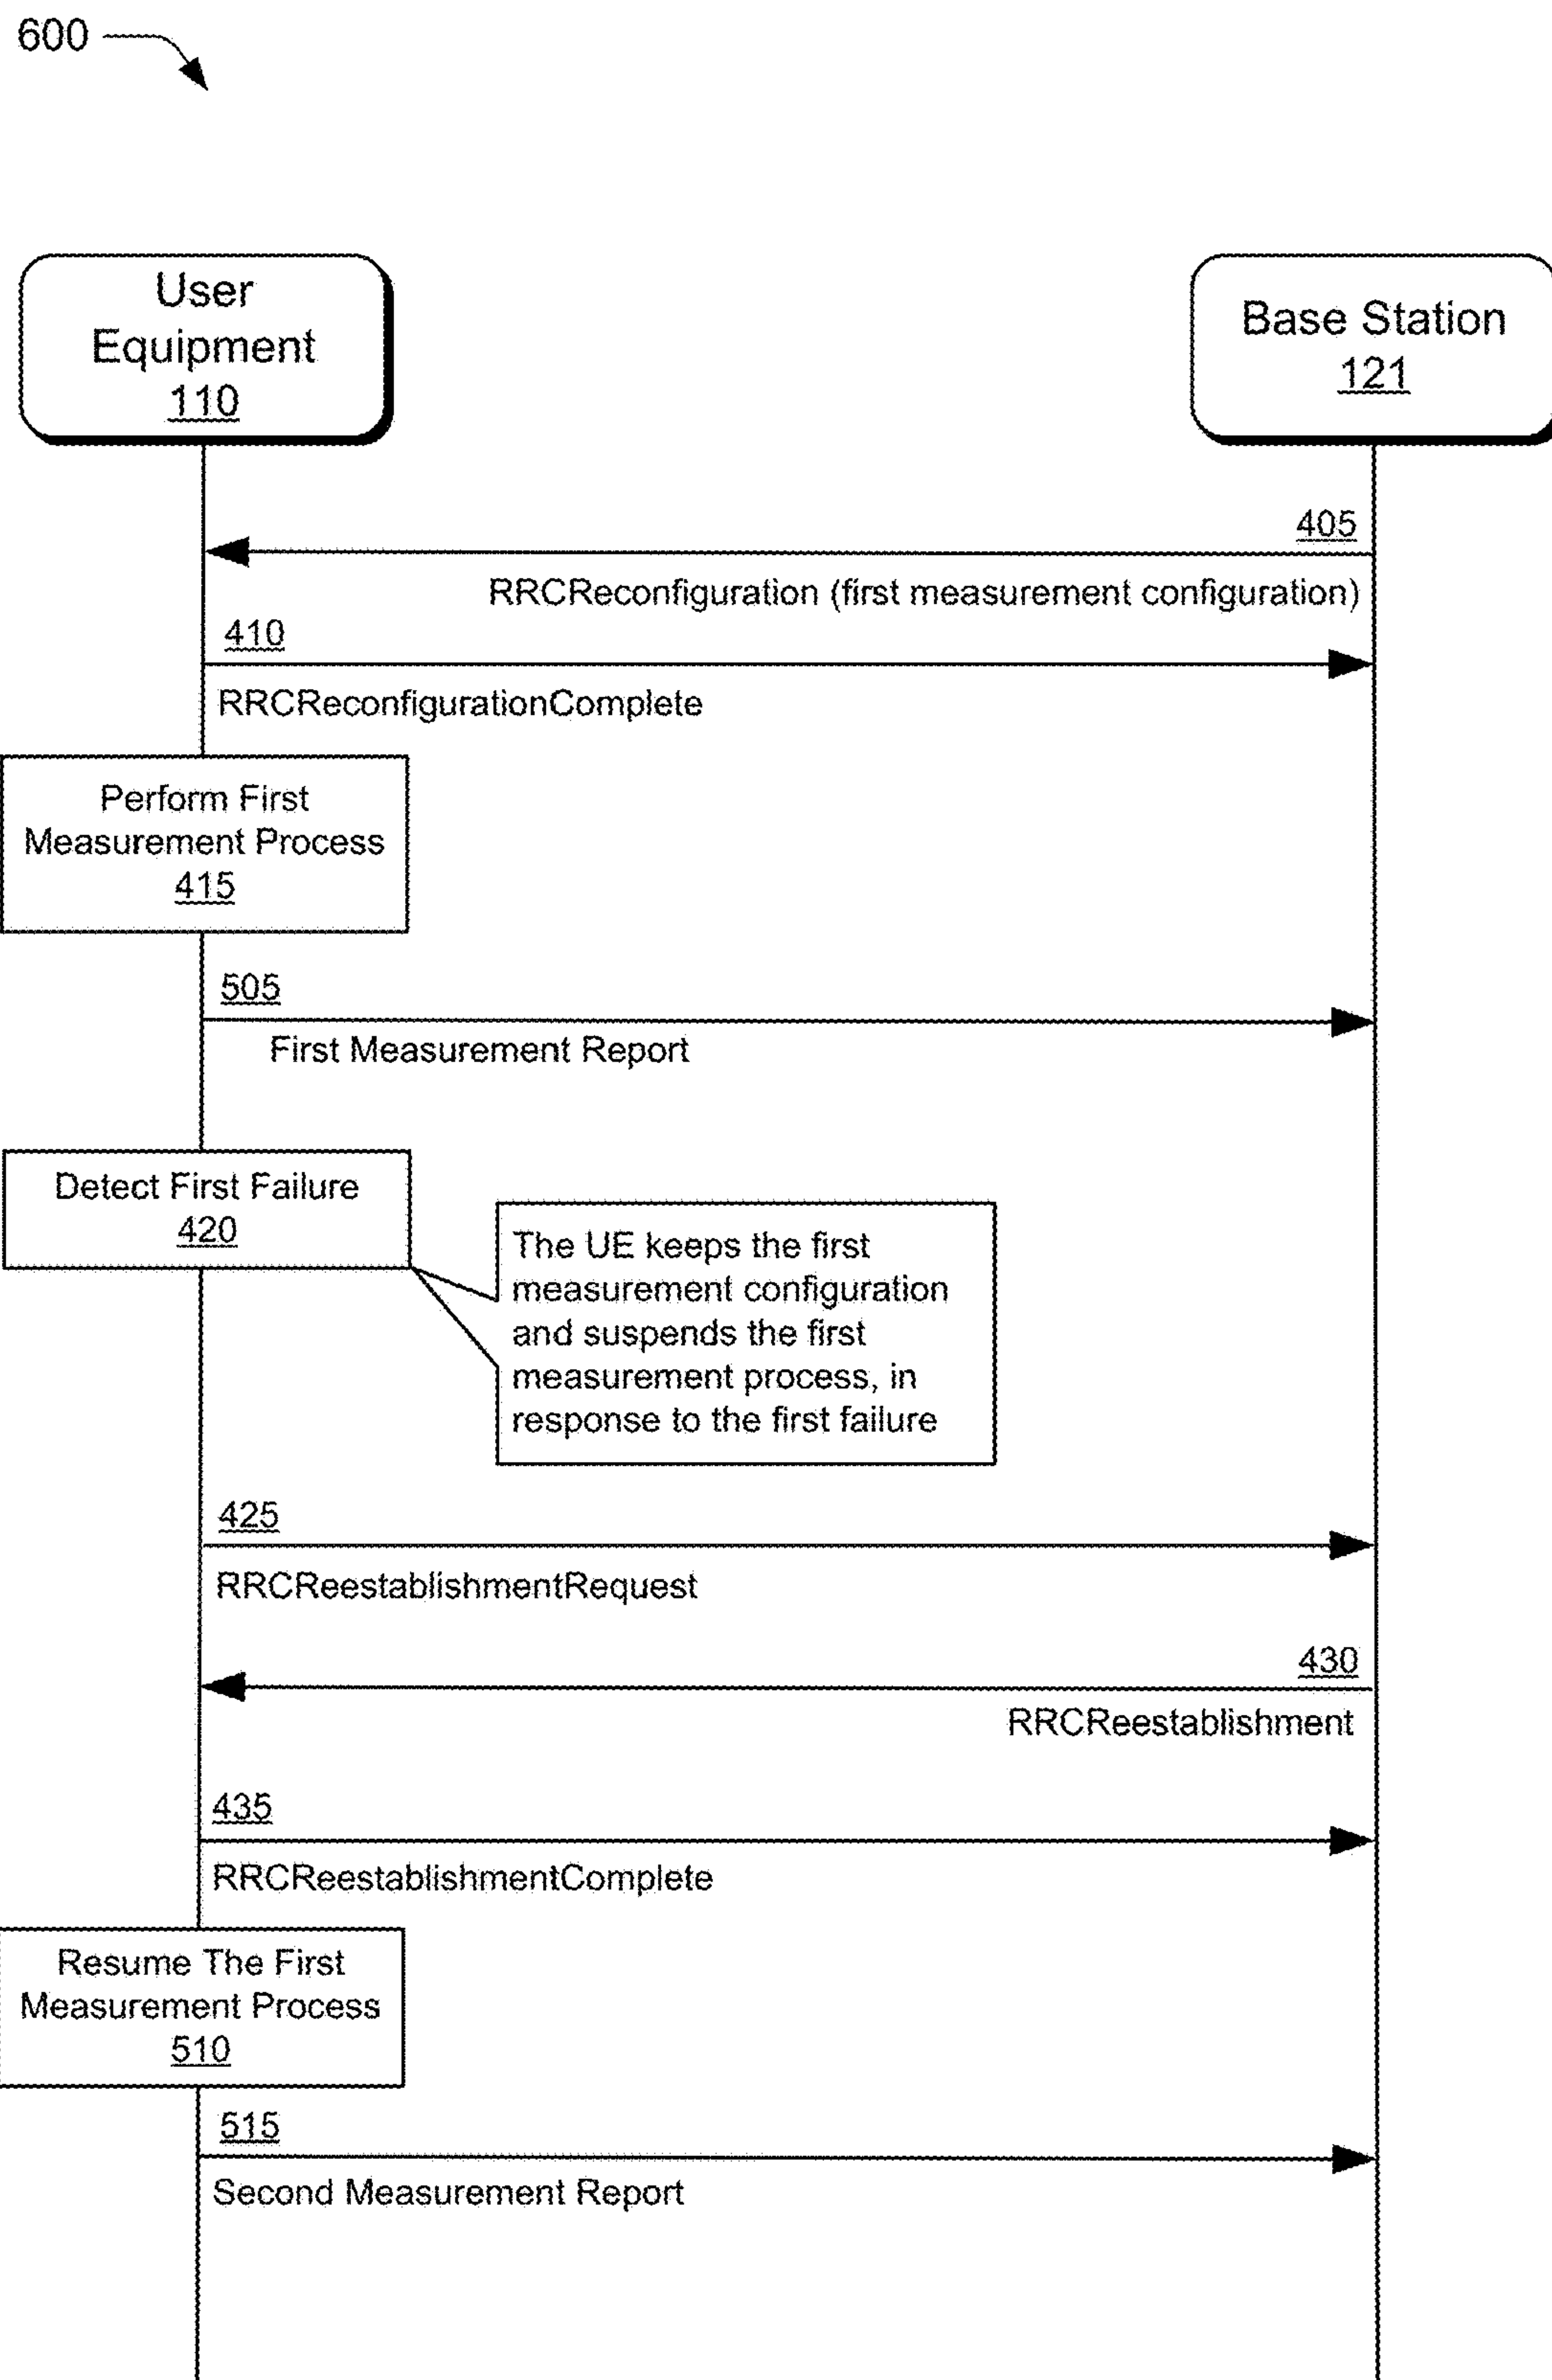 600
User
Equipment
110
Base Station
121
405
RRCReconfiguration (first measurement configuration)
410
RRCReconfigurationComplete
Perform First
Measurement Process
415
505
First Measurement Report
Detect First Failure
420
The UE keeps the first
measurement configuration
and suspends the first
measurement process, in
response to the first failure
425
RRCReestablishmentRequest
430
RRCReestablishment
435
RRCReestablishmentComplete
Resume The First
Measurement Process
510
515
Second Measurement Report